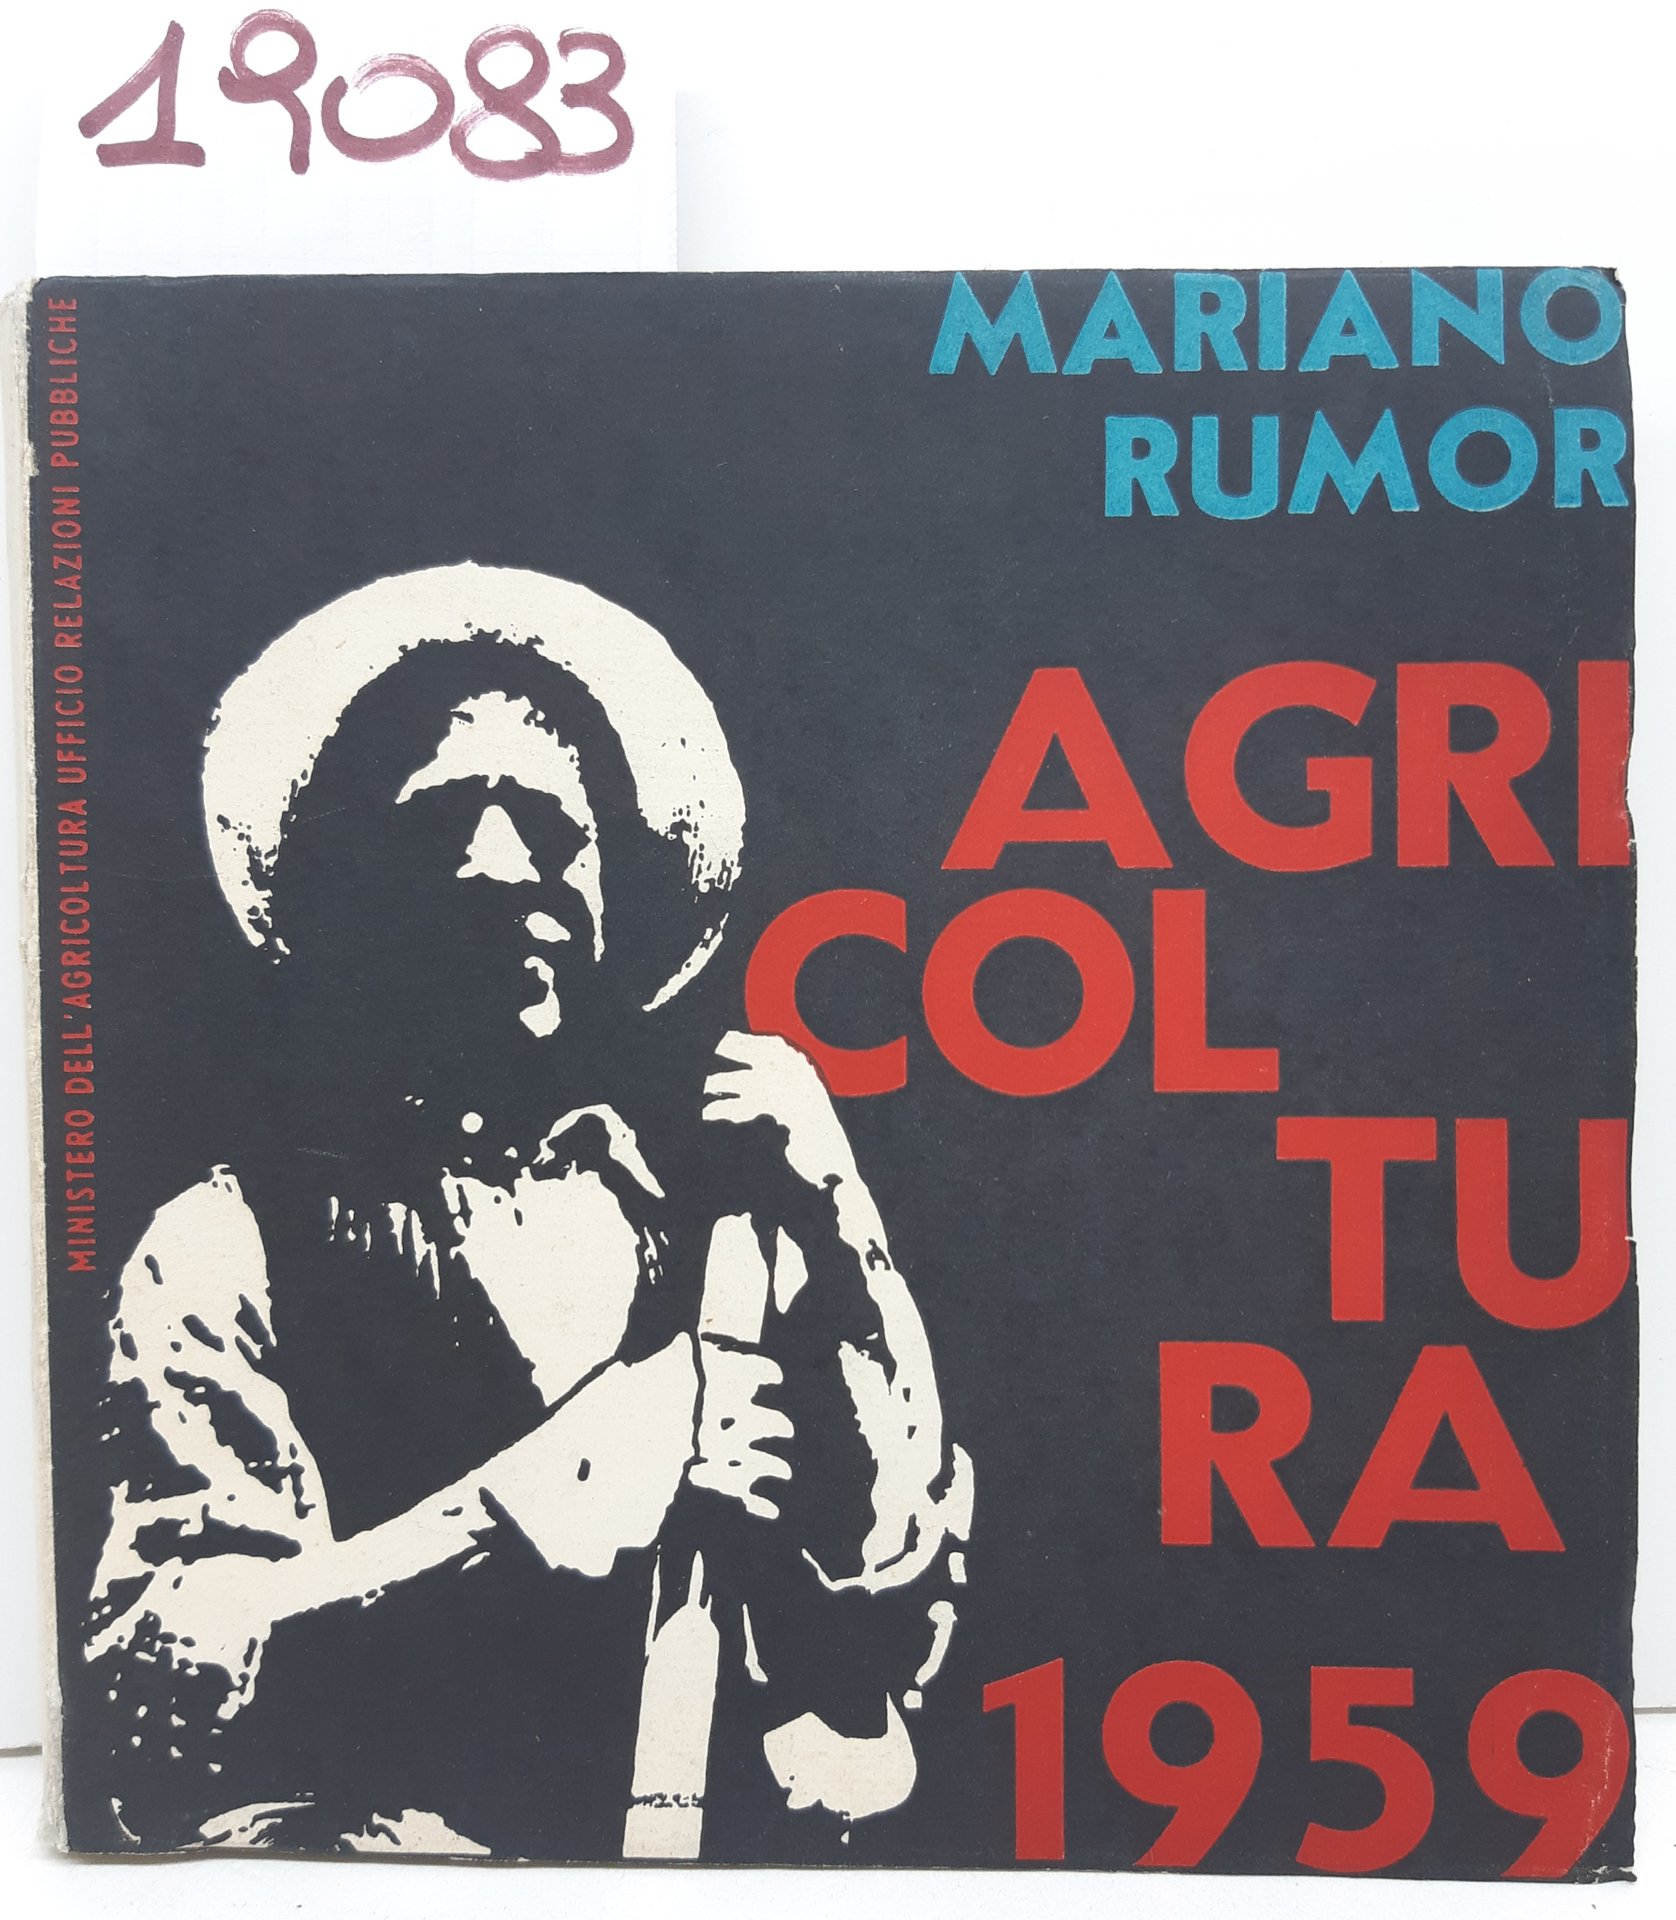 19083
MARIANO
RUMOR
MINISTERO DELL'AGRICOLTURA UFFICIO RELAZIONI PUBBLICHE
AGRI
COL
TU
RA
1959